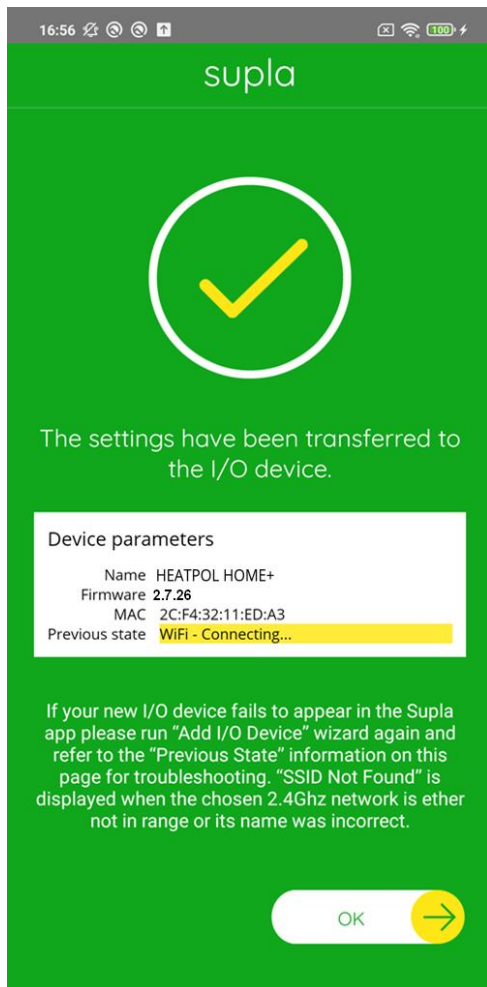 16:56
100
supla
The settings have been transferred to
the I/O device.
Device parameters
Name HEATPOL HOME+
Firmware 2.7.26
MAC 2C:F4:32:11:ED:A3
Previous state WiFi - Connecting...
If your new I/O device fails to appear in the Supla
app please run “Add I/O Device” wizard again and
refer to the “Previous State” information on this
page for troubleshooting. “SSID Not Found” is
displayed when the chosen 2.4Ghz network is ether
not in range or its name was incorrect.
OK